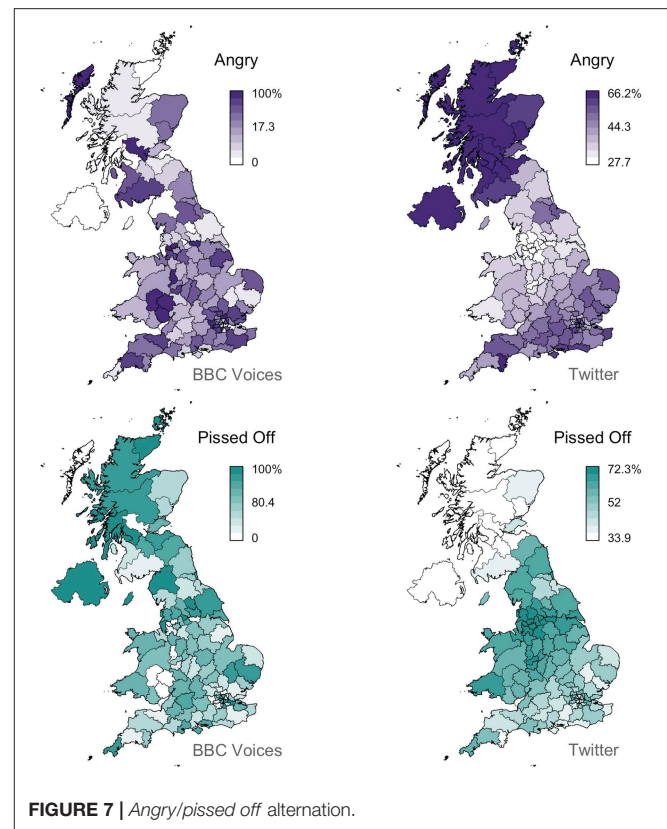 Angry
100%
17.3
0
BBC Voices
Angry
66.2%
44.3
27.7
Twitter
Pissed Off
100%
80.4
0
BBC Voices
Pissed Off
72.3%
52
33.9
Twitter
FIGURE 7 | Angry/pissed off alternation.